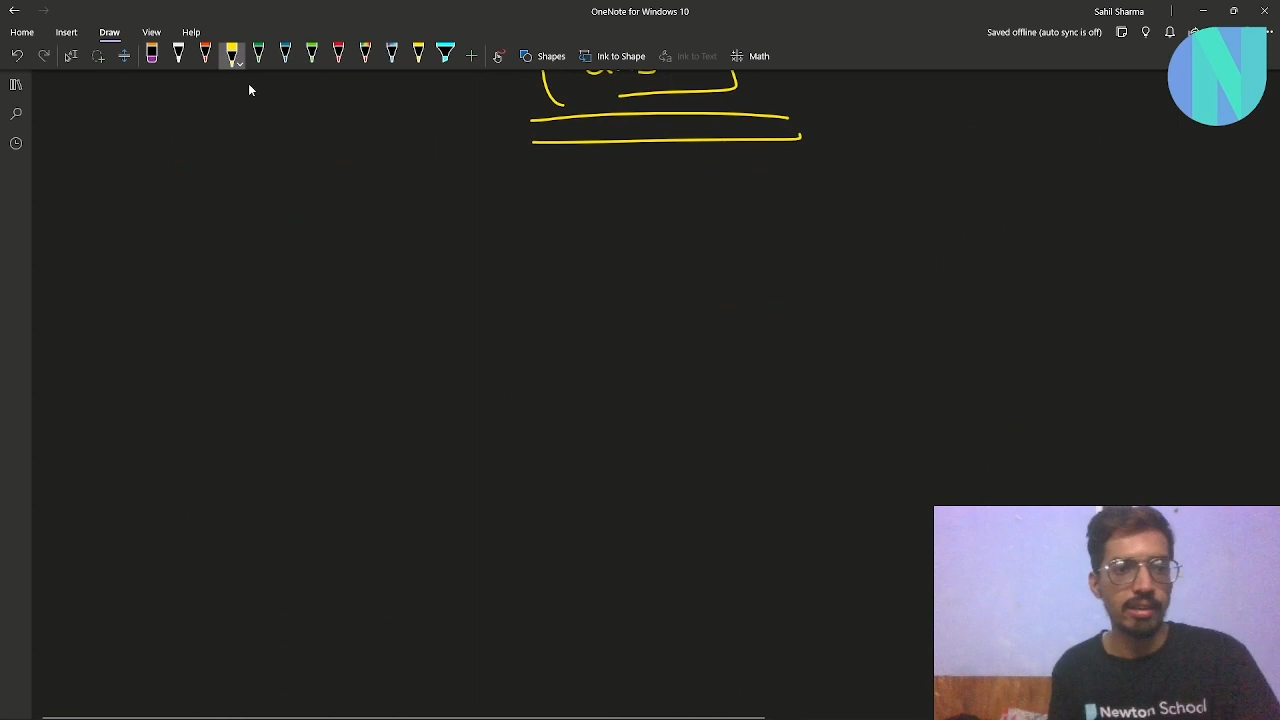 OneNote for Windows 10
Sahil Sharma
Home Insert Draw View Help
Saved offline (auto sync is off)
Shapes Ink to Shape Ink to Text Math
Newton School